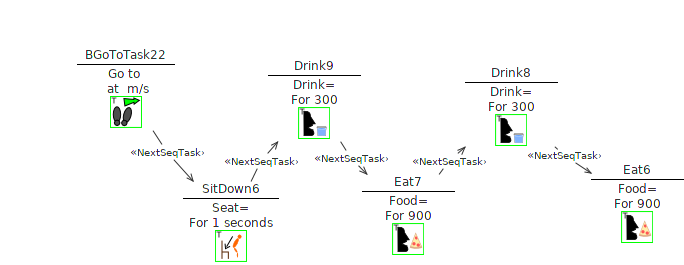 BGoToTask22
Go to
at  m/s
«NextSeqTask›
SitDown6
Seat=
For 1 seconds
«NextSeqTask›
Drink9
Drink=
For 300
«NextSeqTask›
Eat7
Food=
For 900
«NextSeqTask›
Drink8
Drink=
For 300
«NextSeqTask›
Eat6
Food=
For 900